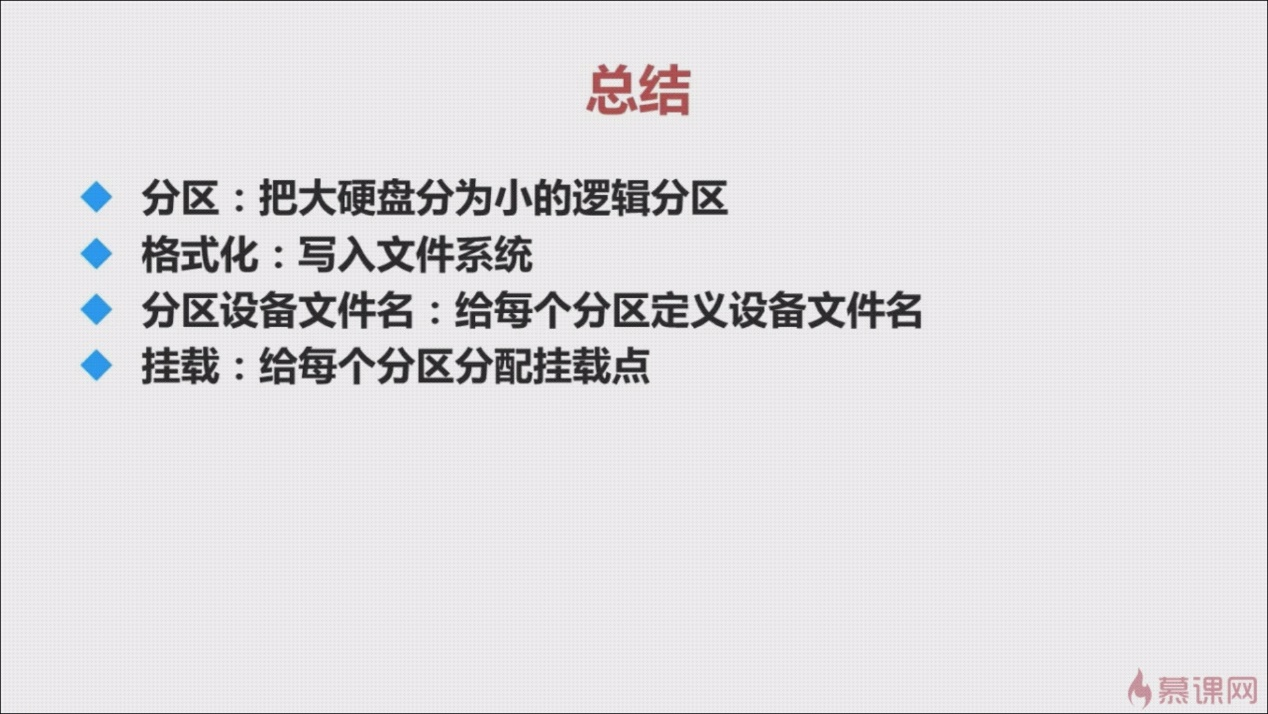 总结
分区：把大硬盘分为小的逻辑分区
格式化：写入文件系统
分区设备文件名：给每个分区定义设备文件名
挂载：给每个分区分配挂载点
慕课网